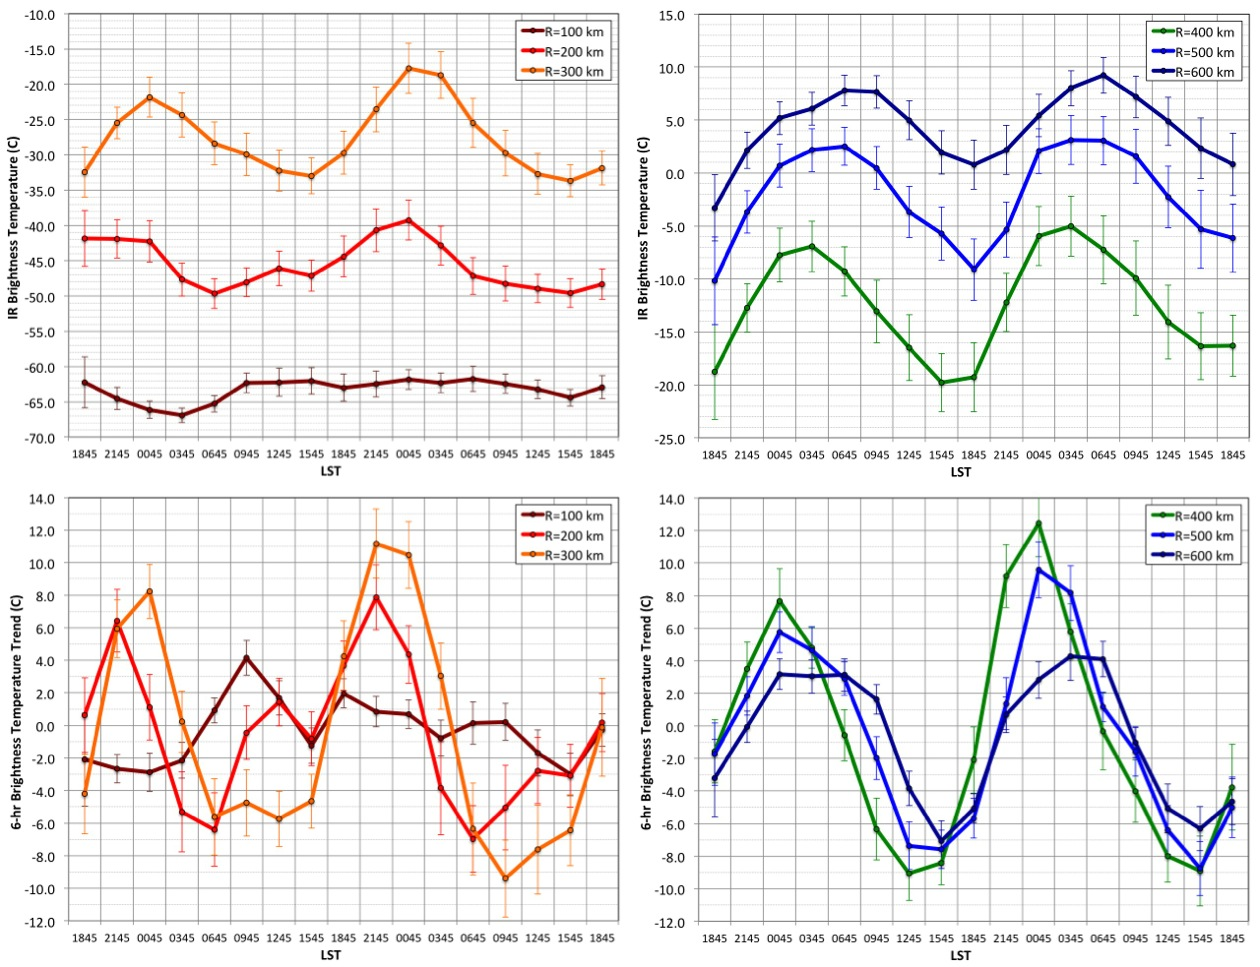 -10.0
-15.0
-20.0
-25.0
-30.0
-35.0
-40.0
-45.0
-50.0
-55.0
-60.0
-65.0
-70.0
IR Brightness Temperature (C)
R=100 km
R=200 km
R=300 km
1845 2145 0045 0345 0645 0945 1245 1545 1845 2145 0045 0345 0645 0945 1245 1545 1845
LST
15.0
10.0
5.0
0.0
-5.0
-10.0
-15.0
-20.0
-25.0
IR Brightness Temperature (C)
R=400 km
R=500 km
R=600 km
1845 2145 0045 0345 0645 0945 1245 1545 1845 2145 0045 0345 0645 0945 1245 1545 1845
LST
14.0
12.0
10.0
8.0
6.0
4.0
2.0
0.0
-2.0
-4.0
-6.0
-8.0
-10.0
-12.0
6-hr Brightness Temperature Trend (C)
R=100 km
R=200 km
R=300 km
1845 2145 0045 0345 0645 0945 1245 1545 1845 2145 0045 0345 0645 0945 1245 1545 1845
LST
14.0
12.0
10.0
8.0
6.0
4.0
2.0
0.0
-2.0
-4.0
-6.0
-8.0
-10.0
-12.0
6-hr Brightness Temperature Trend (C)
R=400 km
R=500 km
R=600 km
1845 2145 0045 0345 0645 0945 1245 1545 1845 2145 0045 0345 0645 0945 1245 1545 1845
LST